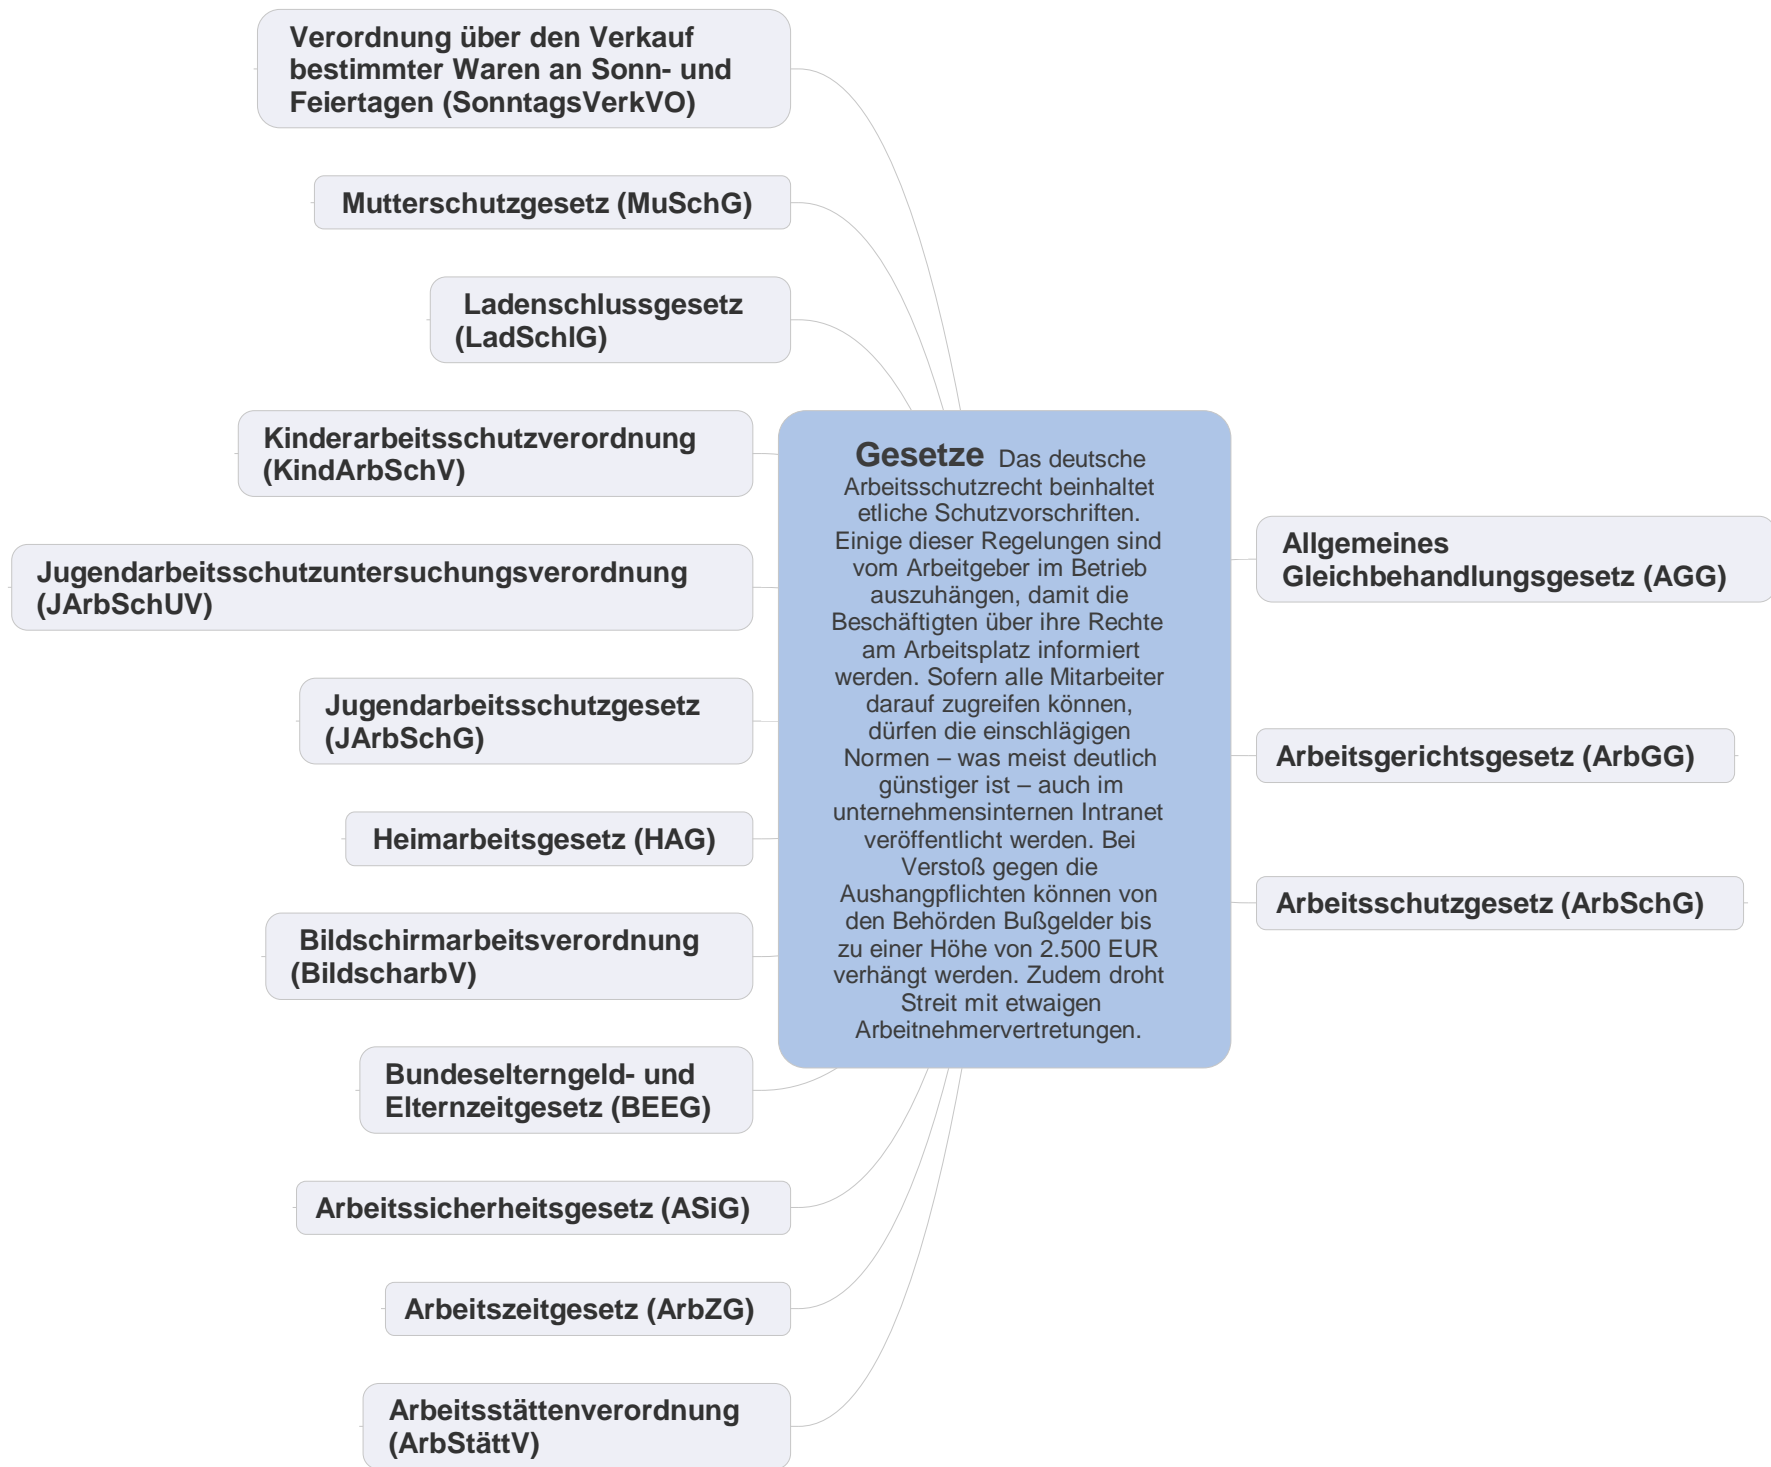 Verordnung über den Verkauf
bestimmter Waren an Sonn- und
Feiertagen (SonntagsVerkVO)
Mutterschutzgesetz (MuSchG)
Ladenschlussgesetz
(LadSchlG)
Kinderarbeitsschutzverordnung
(KindArbSchV)
Jugendarbeitsschutzuntersuchungsverordnung
(JArbSchUV)
Jugendarbeitsschutzgesetz
(JArbSchG)
Heimarbeitsgesetz (HAG)
Bildschirmarbeitsverordnung
(BildscharbV)
Bundeselterngeld- und
Elternzeitgesetz (BEEG)
Arbeitssicherheitsgesetz (ASiG)
Arbeitszeitgesetz (ArbZG)
Arbeitsstättenverordnung
(ArbStättV)
Gesetze Das deutsche
Arbeitsschutzrecht beinhaltet
etliche Schutzvorschriften.
Einige dieser Regelungen sind
vom Arbeitgeber im Betrieb
auszuhängen, damit die
Beschäftigten über ihre Rechte
am Arbeitsplatz informiert
werden. Sofern alle Mitarbeiter
darauf zugreifen können,
dürfen die einschlägigen
Normen – was meist deutlich
günstiger ist – auch im
unternehmensinternen Intranet
veröffentlicht werden. Bei
Verstoß gegen die
Aushangpflichten können von
den Behörden Bußgelder bis
zu einer Höhe von 2.500 EUR
verhängt werden. Zudem droht
Streit mit etwaigen
Arbeitnehmervertretungen.
Allgemeines
Gleichbehandlungsgesetz (AGG)
Arbeitsgerichtsgesetz (ArbGG)
Arbeitsschutzgesetz (ArbSchG)